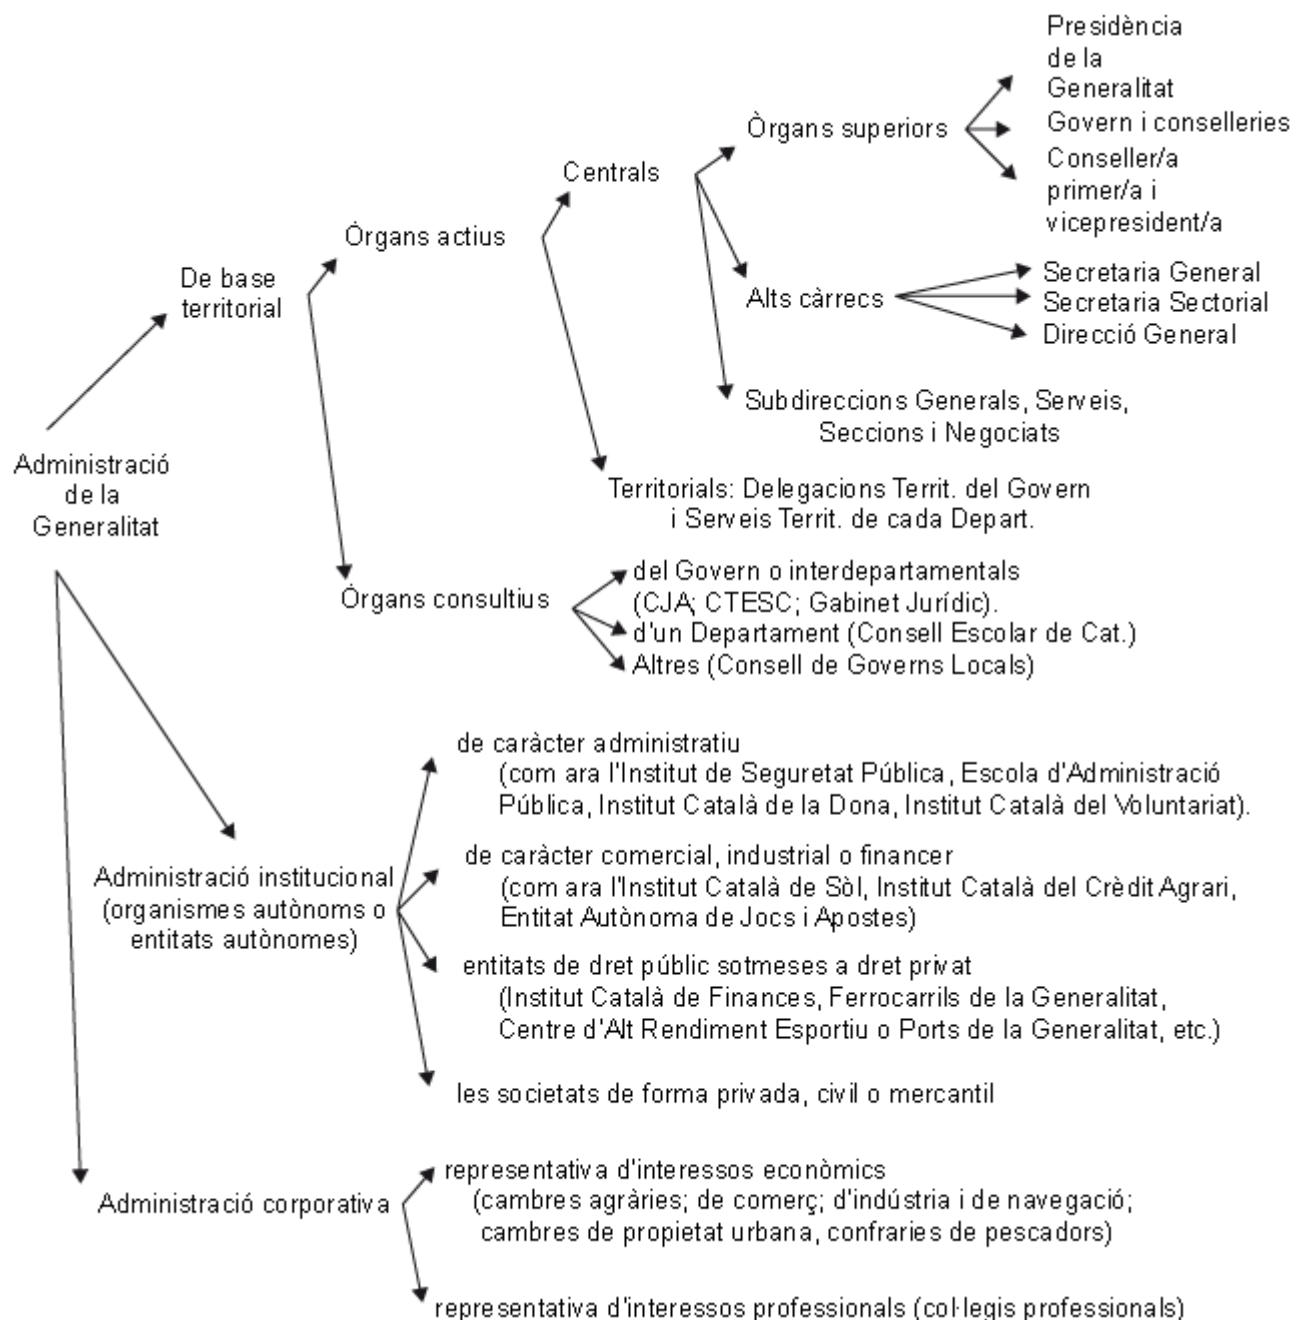 Presidència
de la
Generalitat
Govern i conselleries
Conseller/a
primer/a i
vicepresident/a
Òrgans superiors
Centrals
Òrgans actius
De base
territorial
Alts càrrecs
Secretaria General
Secretaria Sectorial
Direcció General
Subdireccions Generals, Serveis,
Seccions i Negociats
Territorials: Delegacions Territ. del Govern
i Serveis Territ. de cada Depart.
Administració
de la
Generalitat
Òrgans consultius
del Govern o interdepartamentals
(CJA; CTESC; Gabinet Jurídic).
d'un Departament (Consell Escolar de Cat.)
Altres (Consell de Governs Locals)
de caràcter administratiu
(com ara l'Institut de Seguretat Pública, Escola d'Administració
Pública, Institut Català de la Dona, Institut Català del Voluntariat).
Administració institucional
(organismes autònoms o
entitats autònomes)
de caràcter comercial, industrial o financer
(com ara l'Institut Català de Sòl, Institut Català del Crèdit Agrari,
Entitat Autònoma de Jocs i Apostes)
entitats de dret públic sotmeses a dret privat
(Institut Català de Finances, Ferrocarrils de la Generalitat,
Centre d'Alt Rendiment Esportiu o Ports de la Generalitat, etc.)
les societats de forma privada, civil o mercantil
Administració corporativa
representativa d'interessos econòmics
(cambres agràries; de comerç; d'indústria i de navegació;
cambres de propietat urbana, confraries de pescadors)
representativa d'interessos professionals (col·legis professionals)